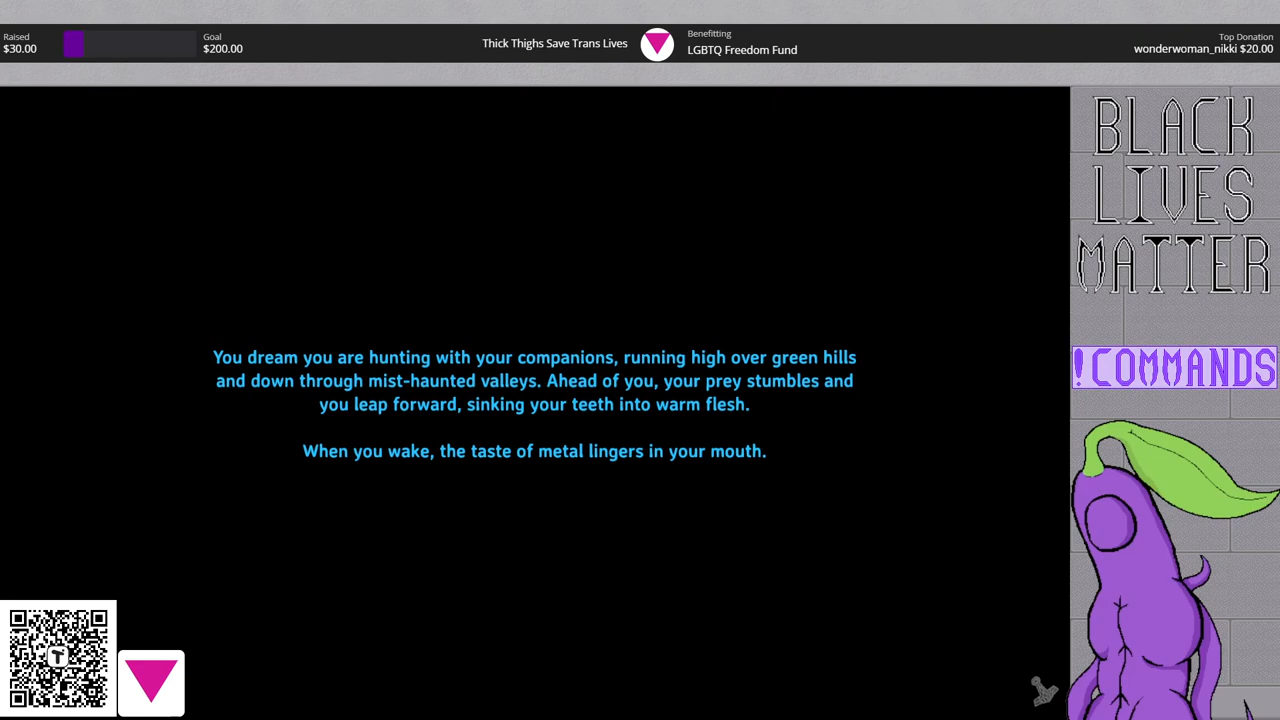 Raised
$30.00
Goal
$200.00
Thick Thighs Save Trans Lives
Benefitting
LGBTQ Freedom Fund
Top Donation
wonderwoman_nikki $20.00
BLACK
LIVES
MATTER
!COMMANDS
You dream you are hunting with your companions, running high over green hills
and down through mist-haunted valleys. Ahead of you, your prey stumbles and
you leap forward, sinking your teeth into warm flesh.
When you wake, the taste of metal lingers in your mouth.
T